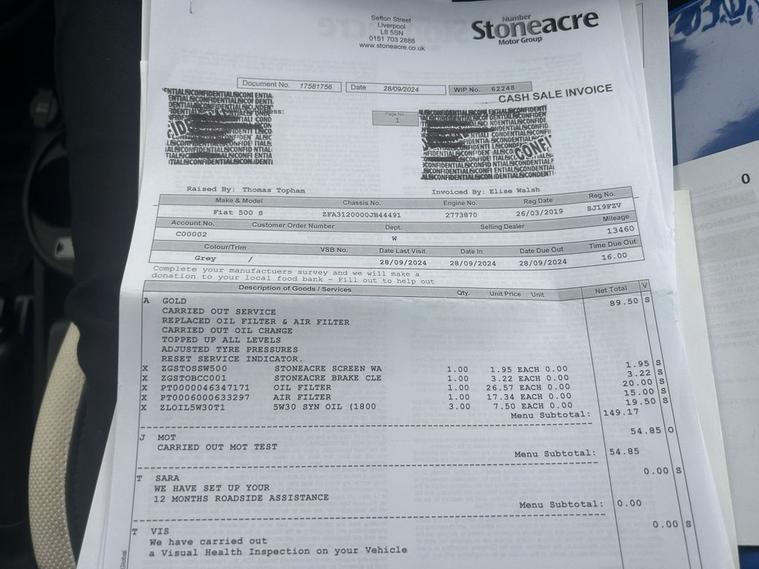 Sefton Street
Liverpool
L8 5SN
0151 703 2886
www.stoneacre.co.uk
Number
Stoneacre
Motor Group
Document No. 17581756 Date 28/09/2024 WIP No. 62248
CASH SALE INVOICE
Page No.
1
Raised By: Thomas Topham Invoiced By: Elise Walsh
Make & Model Chassis No. Engine No. Reg Date Reg No.
Fiat 500 S ZFA3120000JB44491 2773870 26/03/2019 SJ19FZV
Account No. Customer Order Number Dept. Selling Dealer Mileage
C00002 W 13460
Colour/Trim VSB No. Date Last Visit Date In Date Due Out Time Due Out
Grey / 28/09/2024 28/09/2024 28/09/2024 16.00
Complete your manufactuers survey and we will make a
donation to your local food bank - Fill out to help out
Description of Goods / Services Qty. Unit Price Unit Net Total V
A GOLD 89.50 S
CARRIED OUT SERVICE
REPLACED OIL FILTER & AIR FILTER
CARRIED OUT OIL CHANGE
TOPPED UP ALL LEVELS
ADJUSTED TYRE PRESSURES
RESET SERVICE INDICATOR.
X ZGSTOSSW500 STONEACRE SCREEN WA 1.00 1.95 EACH 0.00 1.95 S
X ZGSTOBCC001 STONEACRE BRAKE CLE 1.00 3.22 EACH 0.00 3.22 S
X PT0000046347171 OIL FILTER 1.00 26.57 EACH 0.00 20.00 S
X PT0006000633297 AIR FILTER 1.00 17.34 EACH 0.00 15.00 S
X ZLOIL5W30T1 5W30 SYN OIL (1800 3.00 7.50 EACH 0.00 19.50 S
Menu Subtotal: 149.17
J MOT 54.85 O
CARRIED OUT MOT TEST
Menu Subtotal: 54.85
T SARA 0.00 S
WE HAVE SET UP YOUR
12 MONTHS ROADSIDE ASSISTANCE
Menu Subtotal: 0.00
T VIS 0.00 S
We have carried out
a Visual Health Inspection on your Vehicle
0